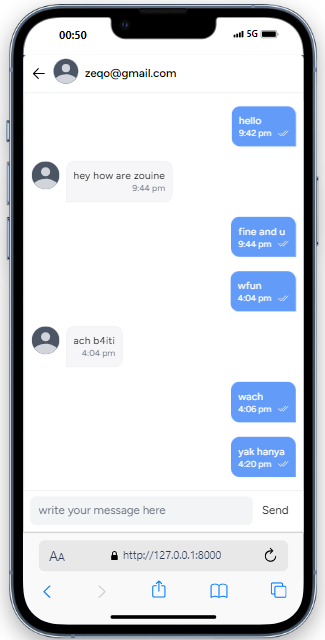 00:50
5G
zeqo@gmail.com
hello
9:42 pm
hey how are zouine
9:44 pm
fine and u
9:44 pm
wfun
4:04 pm
ach b4iti
4:04 pm
wach
4:06 pm
yak hanya
4:20 pm
write your message here
Send
AA
http://127.0.0.1:8000